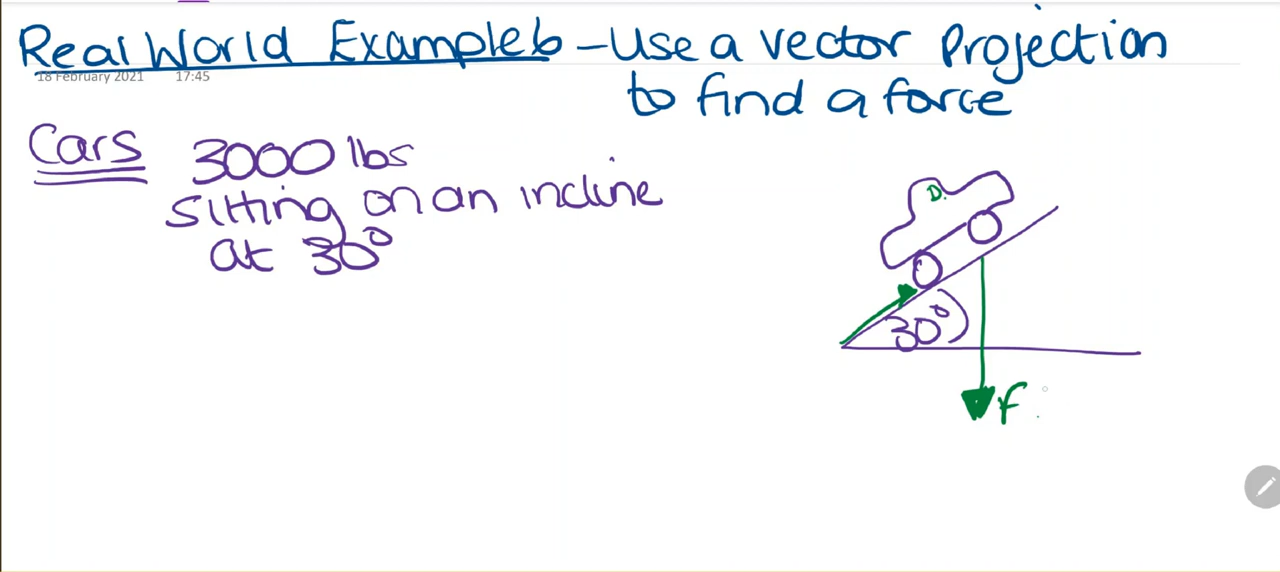 Real World Example 6 - Use a vector Projection
to find a force
18 February 2021 17:45
Cars 3000 lbs
sitting on an incline
at 30°
D.
30°
F